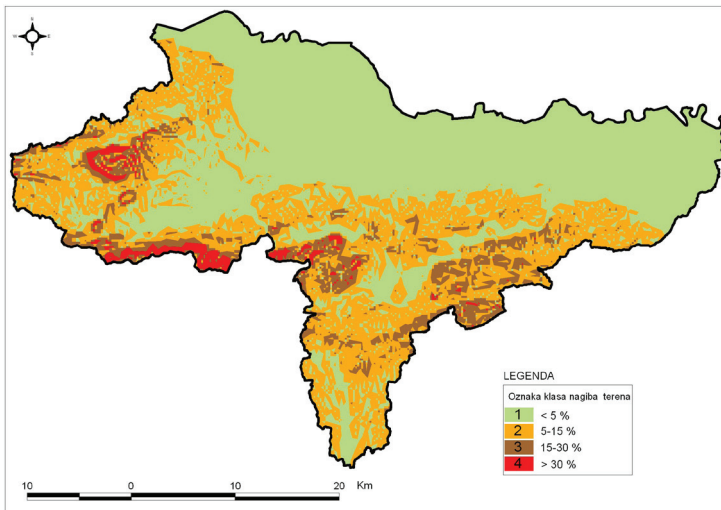 N
W E
S
LEGENDA
Oznaka klasa nagiba terena
1 < 5 %
2 5-15 %
3 15-30 %
4 > 30 %
10 0 10 20 Km